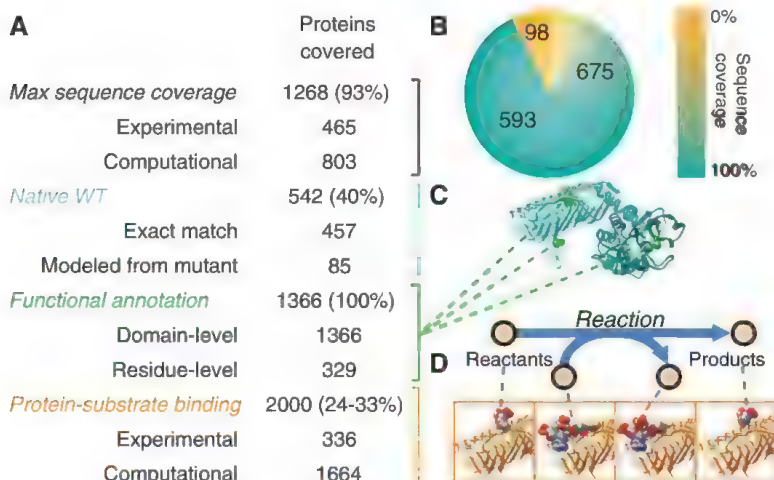 A
Proteins
covered
Max sequence coverage 1268 (93%)
Experimental 465
Computational 803
Native WT 542 (40%)
Exact match 457
Modeled from mutant 85
Functional annotation 1366 (100%)
Domain-level 1366
Residue-level 329
Protein-substrate binding 2000 (24-33%)
Experimental 336
Computational 1664
B
98
675
593
0%
Sequence
coverage
100%
C
Reaction
D
Reactants
Products